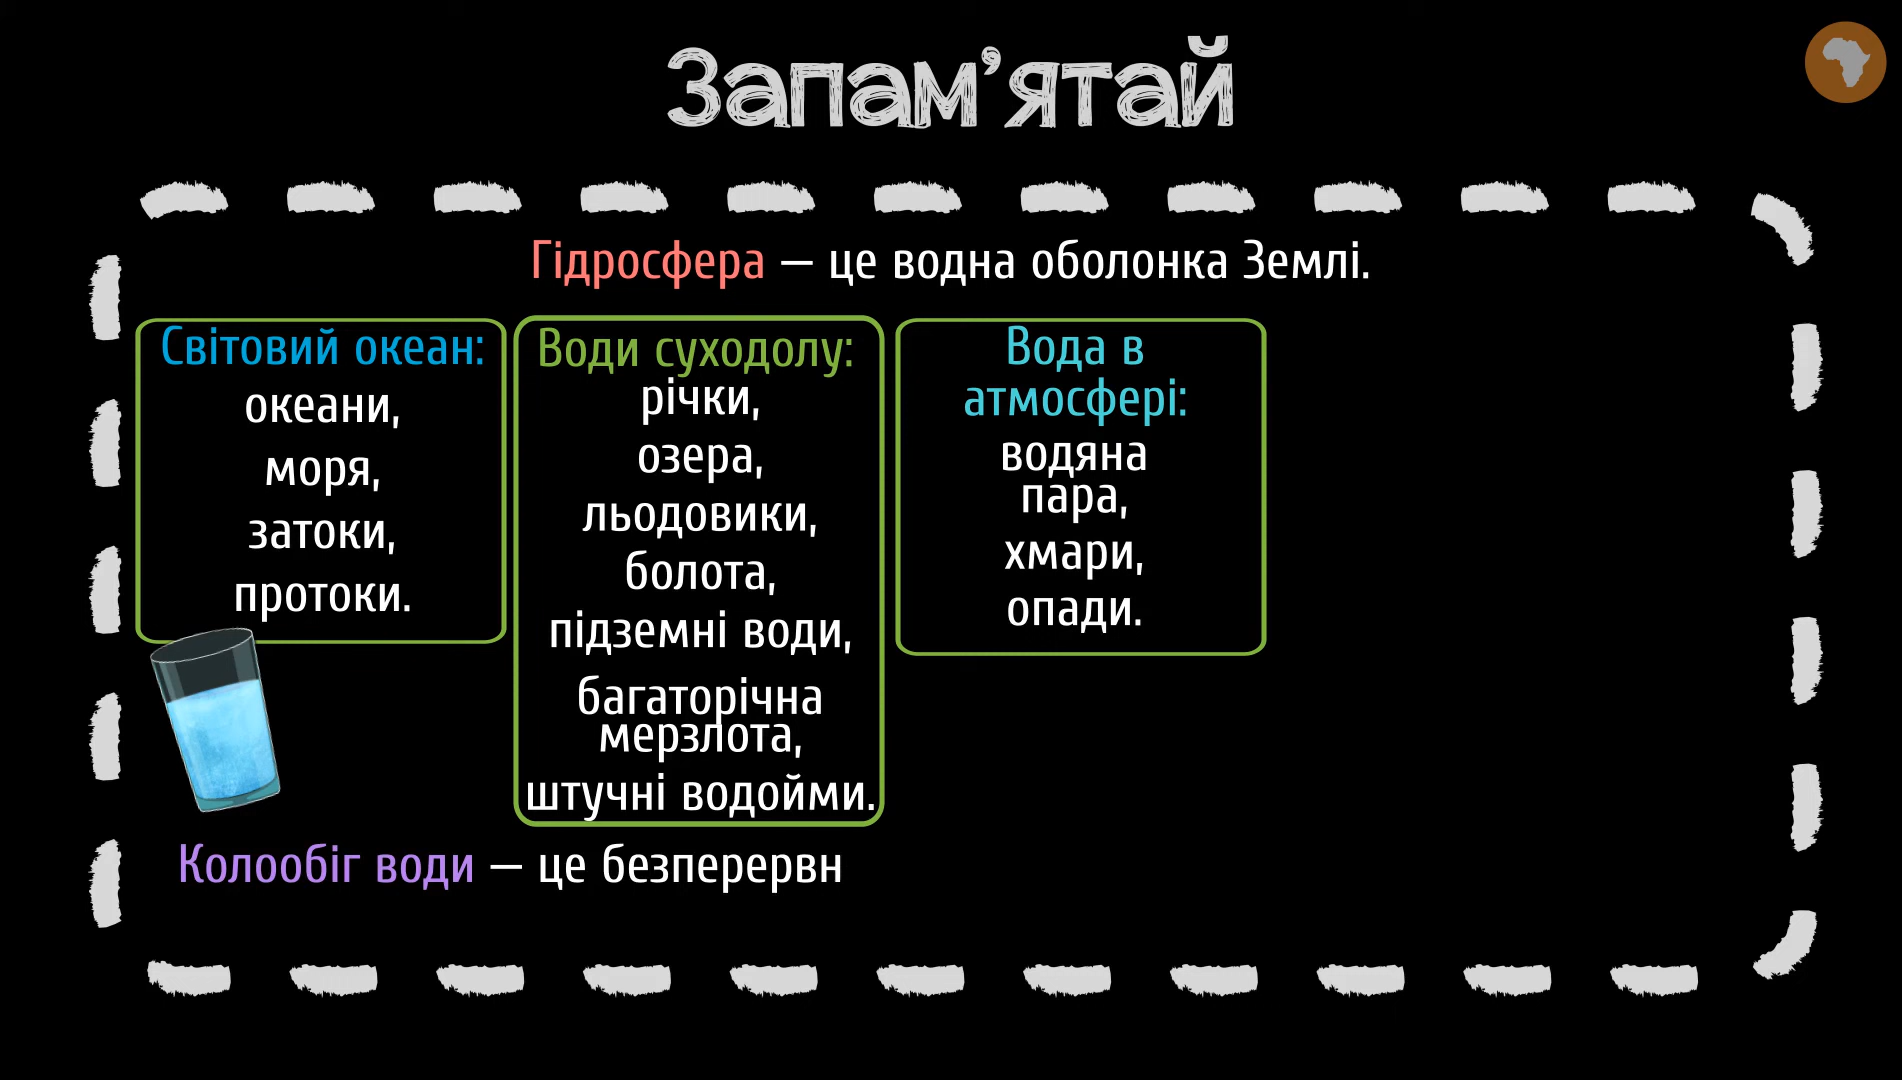 Запам’ятай
Гідросфера — це водна оболонка Землі.
Світовий океан:
океани,
моря,
затоки,
протоки.
Води суходолу:
річки,
озера,
льодовики,
болота,
підземні води,
багаторічна
мерзлота,
штучні водойми.
Вода в
атмосфері:
водяна
пара,
хмари,
опади.
Колообіг води — це безперервн